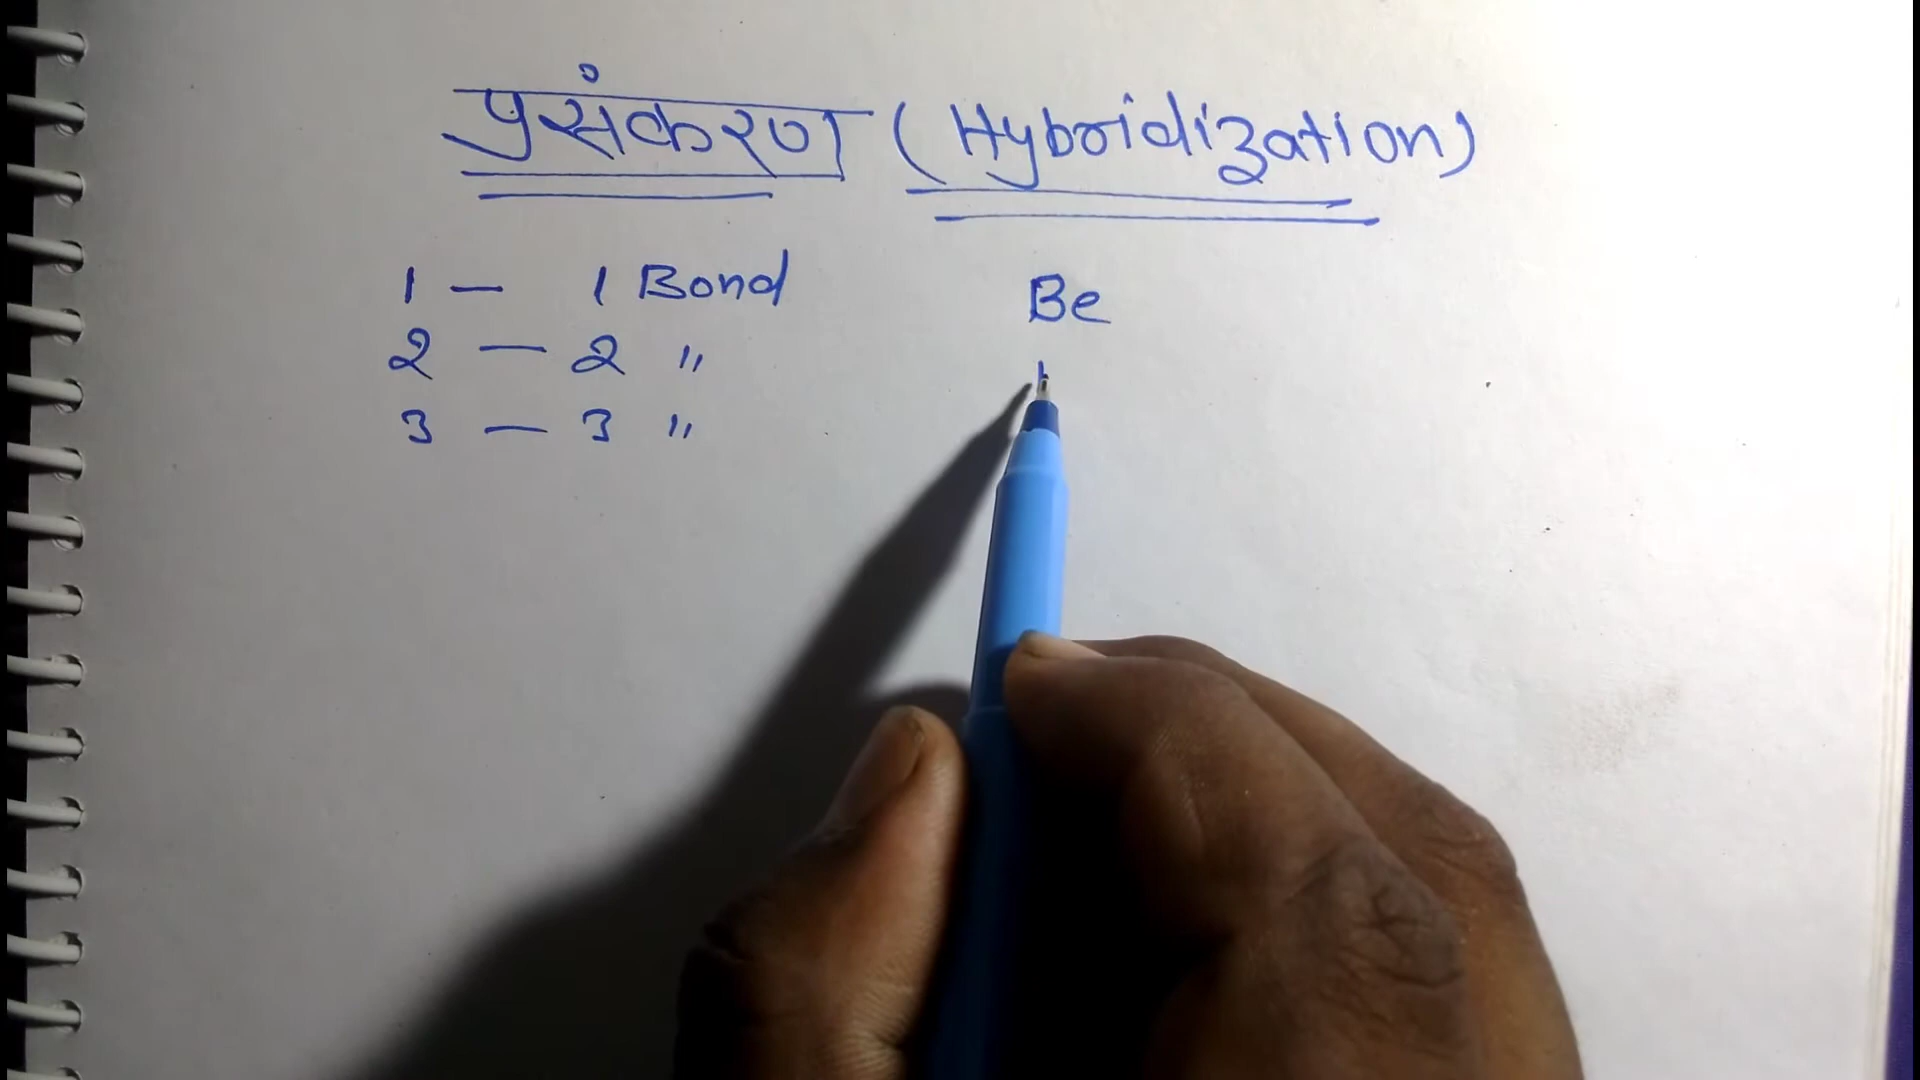 प्रसंकरण (Hybridization)
1 — 1 Bond
2 — 2 "
3 — 3 "
Be